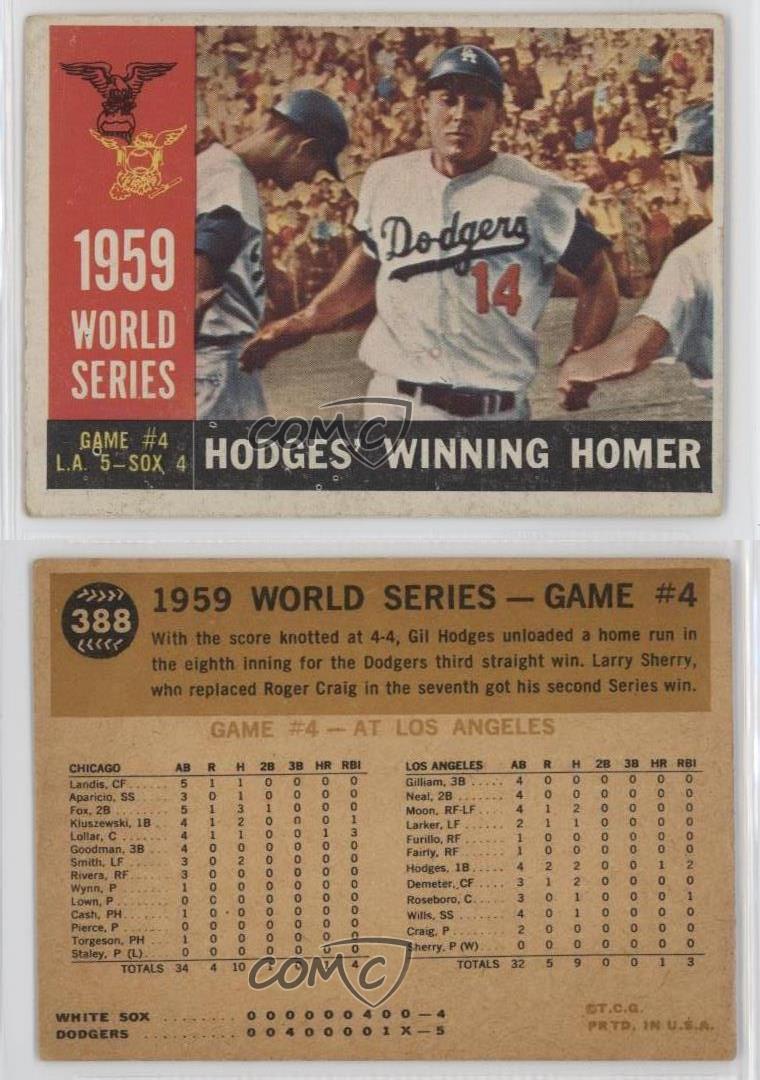 LA
1959
WORLD
SERIES
Dodgers
14
GAME #4
L.A. 5—SOX 4
HODGES' WINNING HOMER
COMC
388
1959 WORLD SERIES — GAME #4
With the score knotted at 4-4, Gil Hodges unloaded a home run in
the eighth inning for the Dodgers third straight win. Larry Sherry,
who replaced Roger Craig in the seventh got his second Series win.
GAME #4 — AT LOS ANGELES
CHICAGO AB R H 2B 3B HR RBI
Landis, CF 5 1 1 0 0 0 0
Aparicio, SS 3 0 1 0 0 0 0
Fox, 2B 5 1 3 1 0 0 0
Kluszewski, 1B 4 1 2 0 0 0 1
Lollar, C 4 1 1 0 0 1 3
Goodman, 3B 4 0 0 0 0 0 0
Smith, LF 3 0 2 0 0 0 0
Rivera, RF 3 0 0 0 0 0 0
Wynn, P 1 0 0 0 0 0 0
Lown, P 0 0 0 0 0 0 0
Cash, PH 1 0 0 0 0 0 0
Pierce, P 0 0 0 0 0 0 0
Torgeson, PH 1 0 0 0 0 0 0
Staley, P (L) 0 0 0 0 0 0 0
TOTALS 34 4 10 1 4
LOS ANGELES AB R H 2B 3B HR RBI
Gilliam, 3B 4 0 0 0 0 0 0
Neal, 2B 4 0 0 0 0 0 0
Moon, RF-LF 4 1 2 0 0 0 0
Larker, LF 2 1 1 0 0 0 0
Furillo, RF 1 0 0 0 0 0 0
Fairly, RF 1 0 0 0 0 0 0
Hodges, 1B 4 2 2 0 0 1 2
Demeter, CF 3 1 2 0 0 0 0
Roseboro, C 3 0 1 0 0 0 1
Wills, SS 4 0 1 0 0 0 0
Craig, P 2 0 0 0 0 0 0
Sherry, P (W) 0 0 0 0 0 0 0
TOTALS 32 5 9 0 0 1 3
COMC
WHITE SOX 0 0 0 0 0 0 4 0 0—4
DODGERS 0 0 4 0 0 0 0 1 X—5
©T.C.G.
PRTD. IN U.S.A.